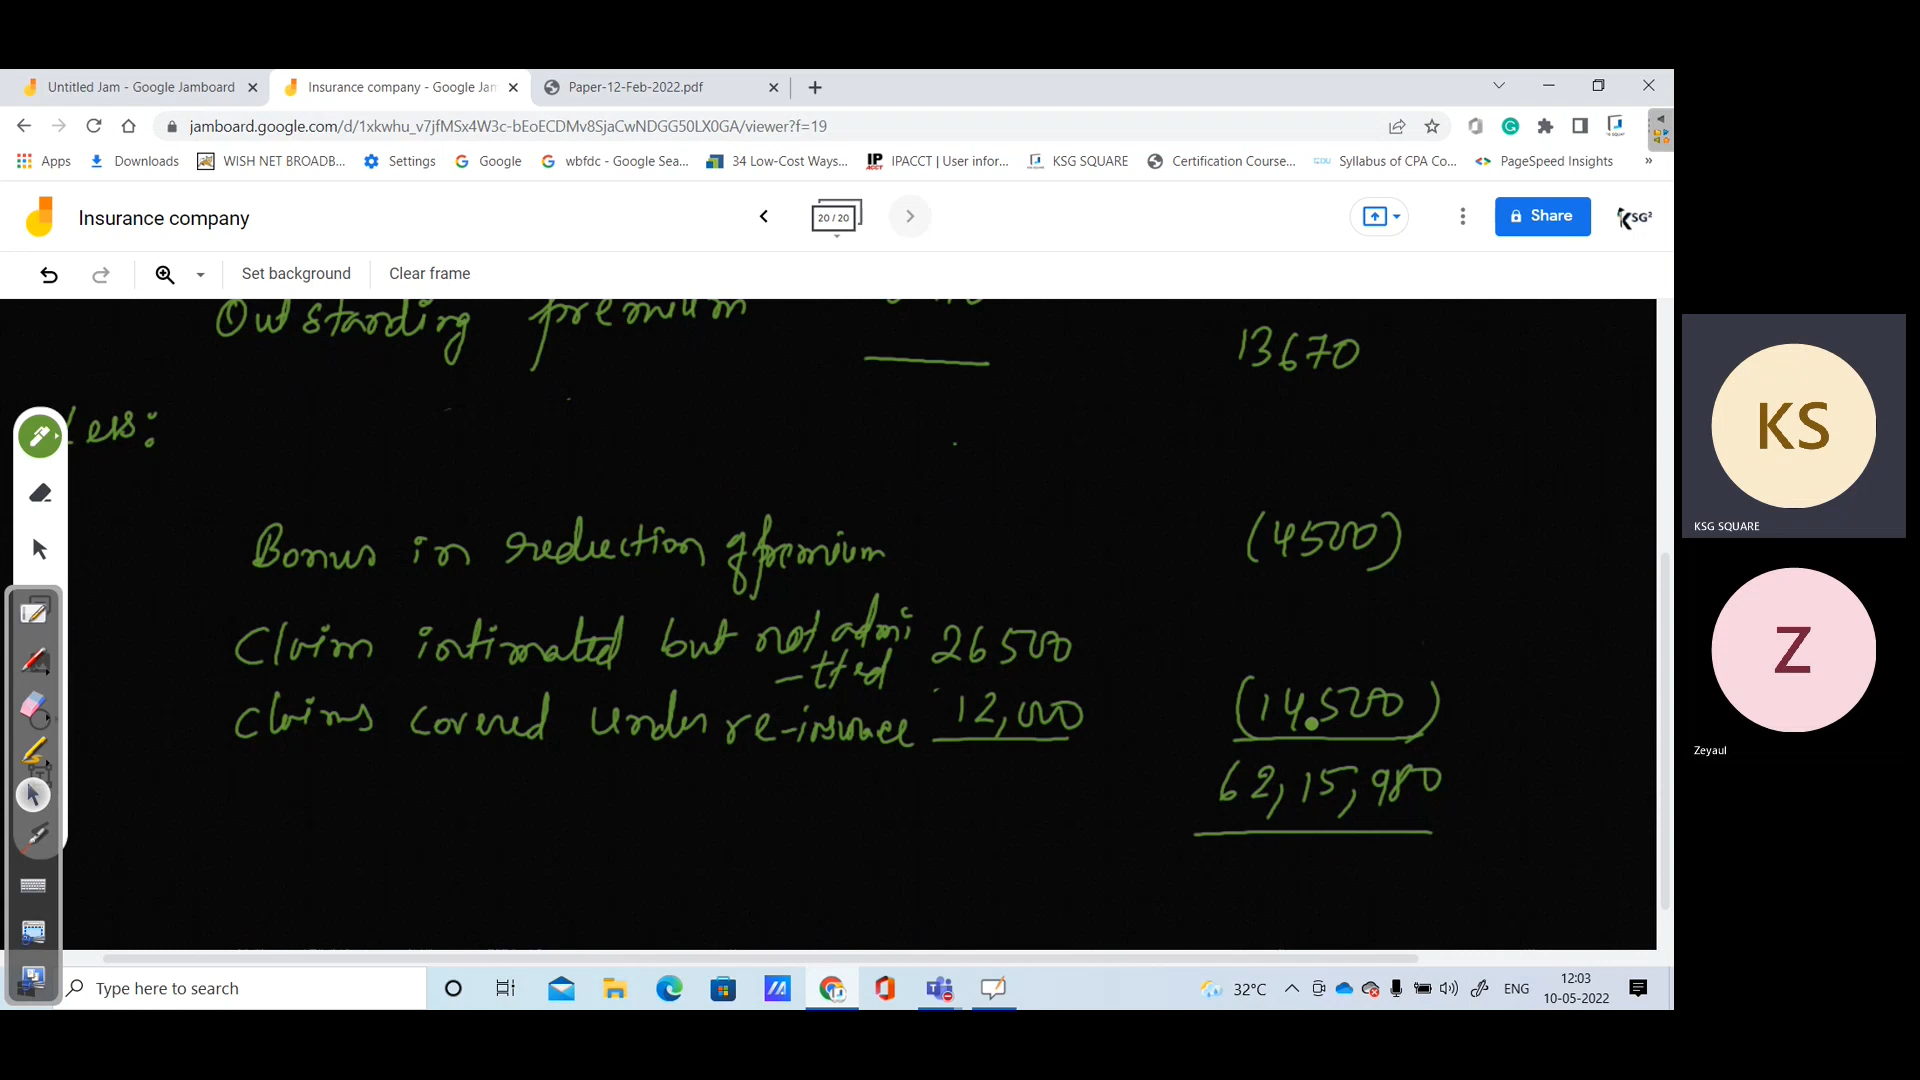 Untitled Jam - Google Jamboard
Insurance company - Google Jam
Paper-12-Feb-2022.pdf
jamboard.google.com/d/1xkwhu_v7jfMSx4W3c-bEoECDMv8SjaCwNDGG50LX0GA/viewer?f=19
Apps Downloads WISH NET BROADB... Settings Google wbfdc - Google Sea... 34 Low-Cost Ways... IPACCT | User infor... KSG SQUARE Certification Course... Syllabus of CPA Co... PageSpeed Insights »
Insurance company
20 / 20
Share
KSG²
Set background Clear frame
Outstanding premium
13670
Less:
Bonus in reduction of premium (4500)
Claim intimated but not admi 26500
-tted
Claims covered under re-insurance 12,000 (14,500)
62,15,980
KS
KSG SQUARE
Z
Zeyaul
Type here to search
32°C
ENG
12:03
10-05-2022